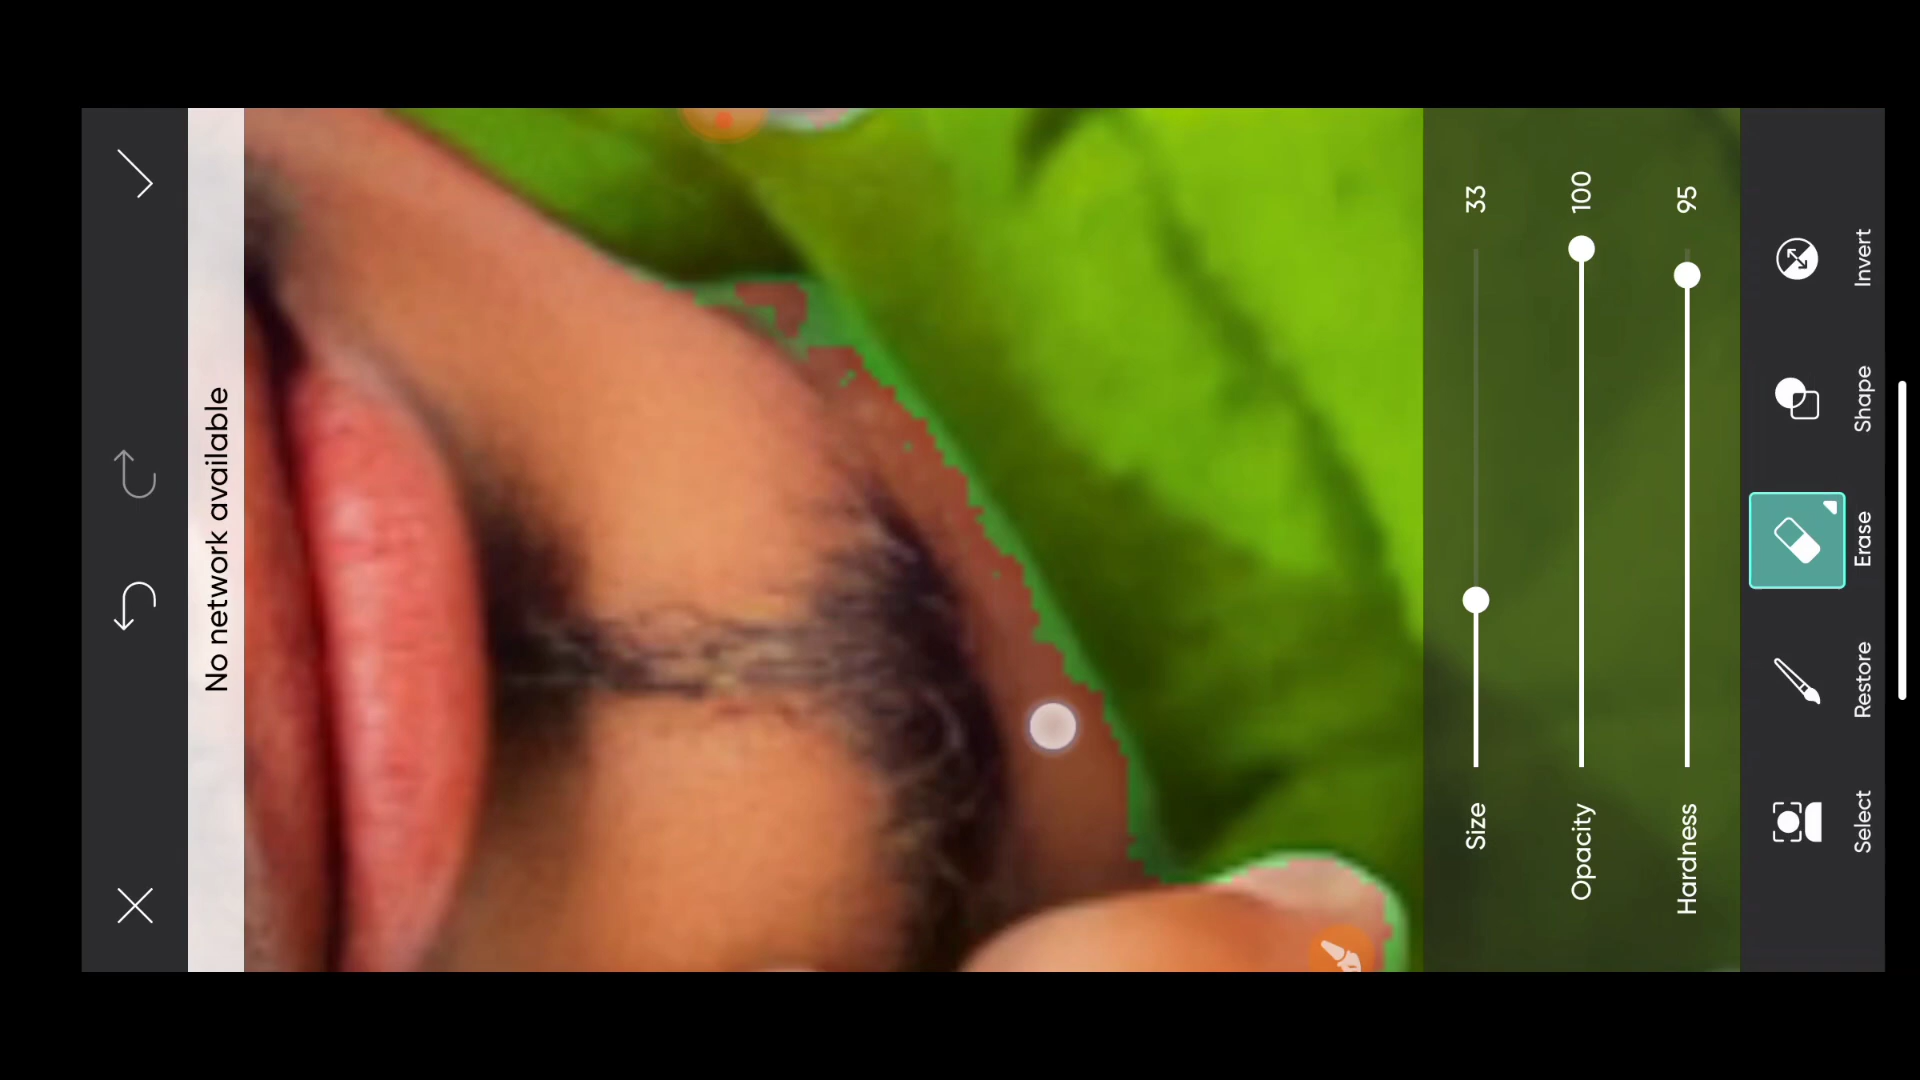 No network available
Size 33
Opacity 100
Hardness 95
Select
Restore
Erase
Shape
Invert